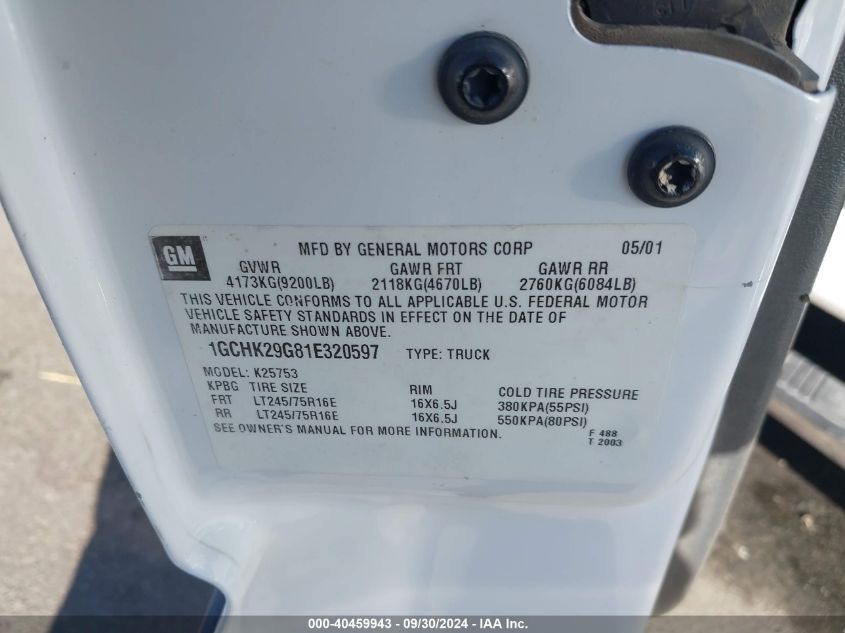 GM
MFD BY GENERAL MOTORS CORP 05/01
GVWR GAWR FRT GAWR RR
4173KG(9200LB) 2118KG(4670LB) 2760KG(6084LB)
THIS VEHICLE CONFORMS TO ALL APPLICABLE U.S. FEDERAL MOTOR
VEHICLE SAFETY STANDARDS IN EFFECT ON THE DATE OF
MANUFACTURE SHOWN ABOVE.
1GCHK29G81E320597 TYPE: TRUCK
MODEL: K25753
KPBG TIRE SIZE RIM COLD TIRE PRESSURE
FRT LT245/75R16E 16X6.5J 380KPA(55PSI)
RR LT245/75R16E 16X6.5J 550KPA(80PSI)
SEE OWNER'S MANUAL FOR MORE INFORMATION.
F 488
T 2003
000-40459943 - 09/30/2024 - IAA Inc.